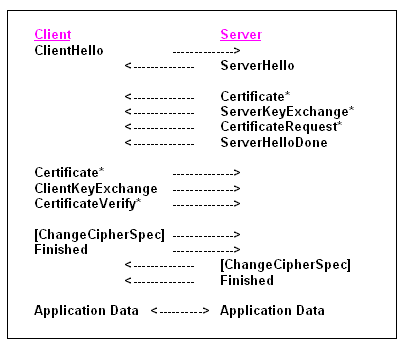 Client Server
ClientHello ------------->
<------------- ServerHello
<------------- Certificate*
<------------- ServerKeyExchange*
<------------- CertificateRequest*
<------------- ServerHelloDone
Certificate* ------------->
ClientKeyExchange ------------->
CertificateVerify* ------------->
[ChangeCipherSpec] ------------->
Finished ------------->
<------------- [ChangeCipherSpec]
<------------- Finished
Application Data <----------> Application Data